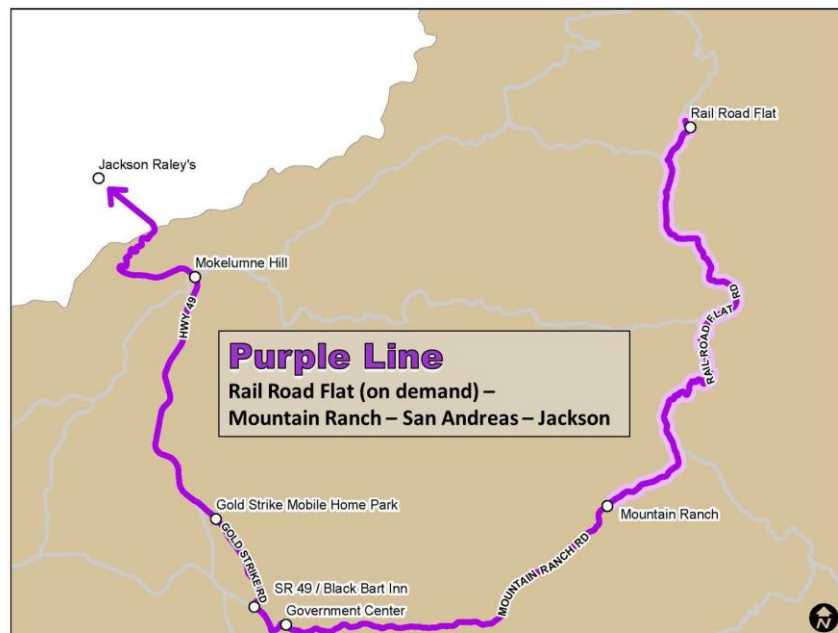 Rail Road Flat
Jackson Raley's
Mokelumne Hill
HWY 49
RAIL ROAD FLAT RD
Purple Line
Rail Road Flat (on demand) –
Mountain Ranch – San Andreas – Jackson
Gold Strike Mobile Home Park
Mountain Ranch
GOLD STRIKE RD
MOUNTAIN RANCH RD
SR 49 / Black Bart Inn
Government Center
N